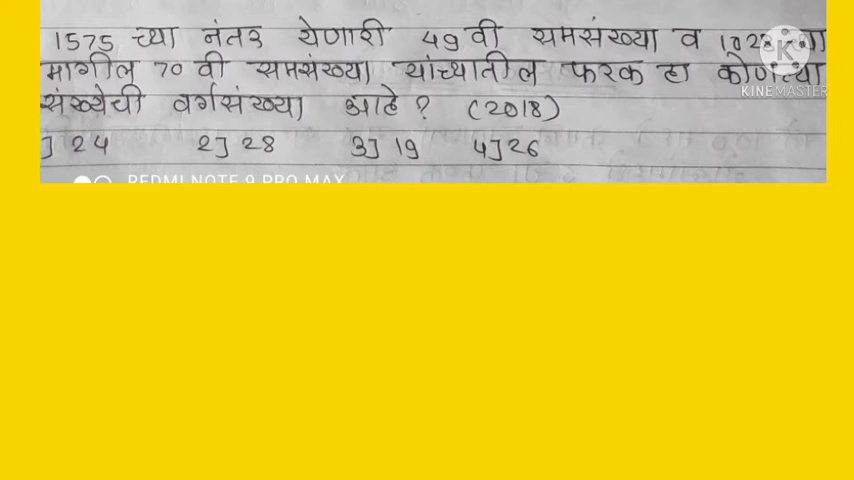 1575 च्या नंतर येणारी 49 वी समसंख्या व
मागील 70 वी समसंख्या यांच्यातील फरक हा कोणत्या
संख्येची वर्गसंख्या आहे ? (2018)
1] 24 2] 28 3] 19 4] 26
REDMI NOTE 9 PRO MAX
KINEMASTER